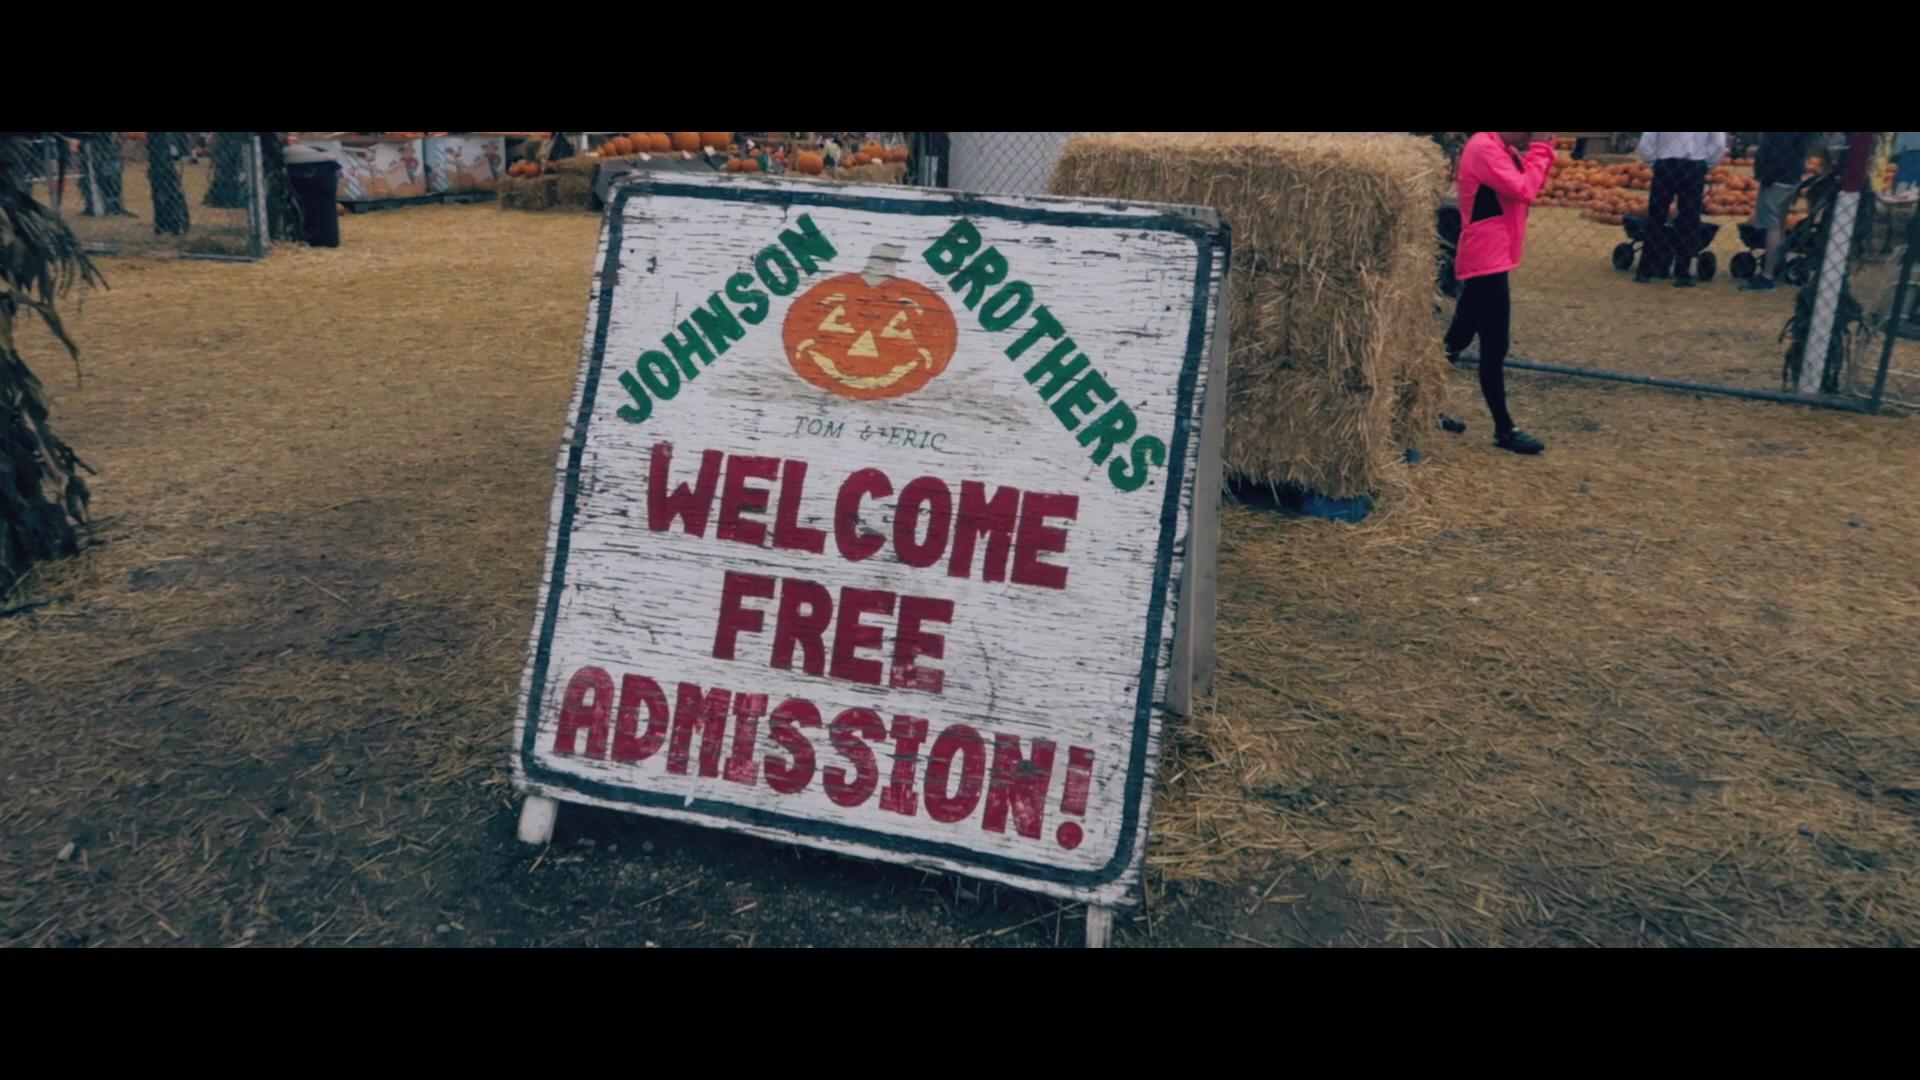 JOHNSON BROTHERS
TOM & ERIC
WELCOME
FREE
ADMISSION!